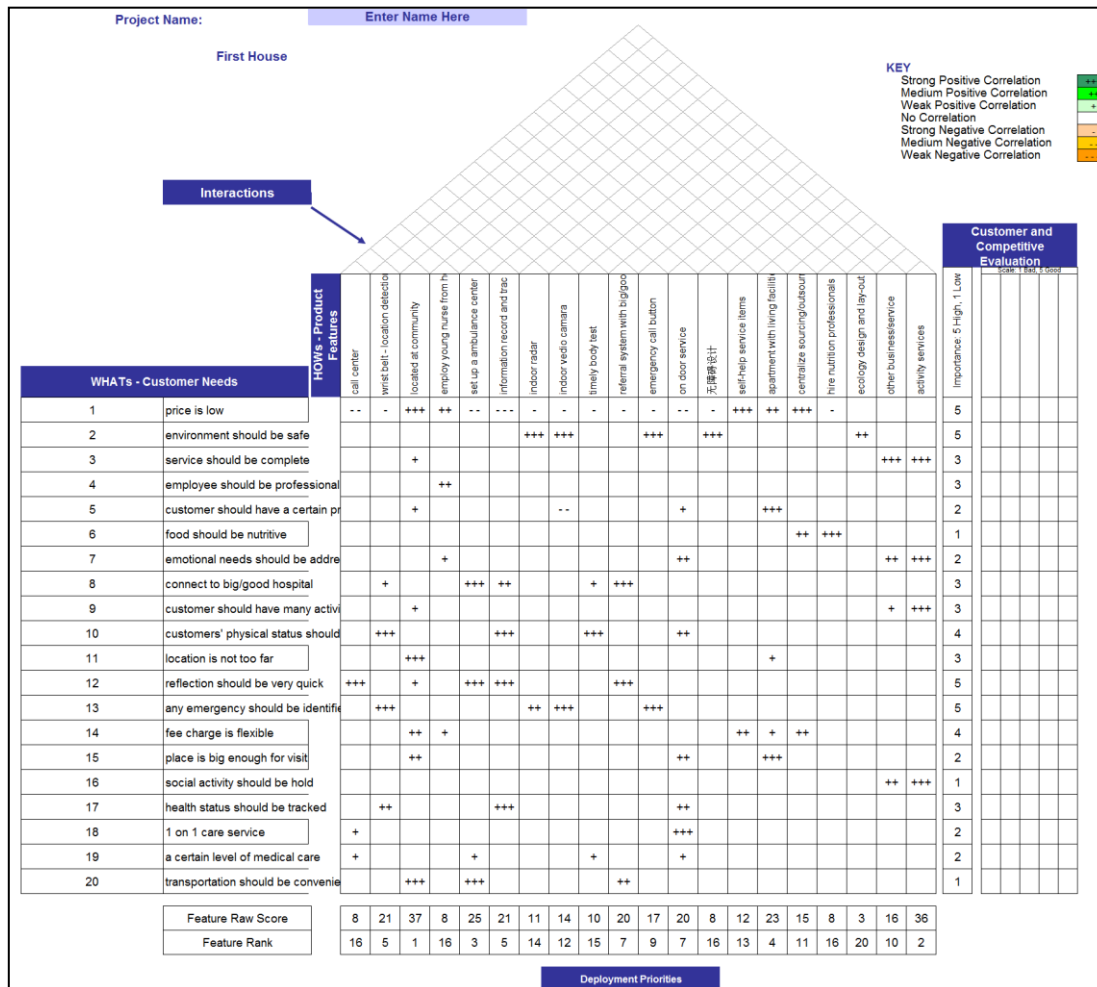 Project Name:
Enter Name Here
First House
KEY
Strong Positive Correlation
Medium Positive Correlation
Weak Positive Correlation
No Correlation
Strong Negative Correlation
Medium Negative Correlation
Weak Negative Correlation
Interactions
Customer and
Competitive
Evaluation
Scale: 1 Bad, 5 Good
HOWs - Product
Features
call center
wrist belt - location detection
located at community
employ young nurse from h
set up a ambulance center
information record and trac
indoor radar
indoor vedio camara
timely body test
referral system with big/goo
emergency call button
on door service
无障碍设计
self-help service items
apartment with living faciliti
centralize sourcing/outsour
hire nutrition professionals
ecology design and lay-out
other business/service
activity services
Importance: 5 High, 1 Low
WHATs - Customer Needs
1 price is low -- - +++ ++ -- --- - - - - - -- - +++ ++ +++ - 5
2 environment should be safe +++ +++ +++ +++ ++ 5
3 service should be complete + +++ +++ 3
4 employee should be professional ++ 3
5 customer should have a certain pr + -- + +++ 2
6 food should be nutritive ++ +++ 1
7 emotional needs should be addre + ++ ++ +++ 2
8 connect to big/good hospital + +++ ++ + +++ 3
9 customer should have many activi + + +++ 3
10 customers' physical status should +++ +++ +++ ++ 4
11 location is not too far +++ + 3
12 reflection should be very quick +++ + +++ +++ +++ 5
13 any emergency should be identifie +++ ++ +++ +++ 5
14 fee charge is flexible ++ + ++ + ++ 4
15 place is big enough for visit ++ ++ +++ 2
16 social activity should be hold ++ +++ 1
17 health status should be tracked ++ +++ ++ 3
18 1 on 1 care service + +++ 2
19 a certain level of medical care + + + + 2
20 transportation should be convenie +++ +++ ++ 1
Feature Raw Score 8 21 37 8 25 21 11 14 10 20 17 20 8 12 23 15 8 3 16 36
Feature Rank 16 5 1 16 3 5 14 12 15 7 9 7 16 13 4 11 16 20 10 2
Deployment Priorities